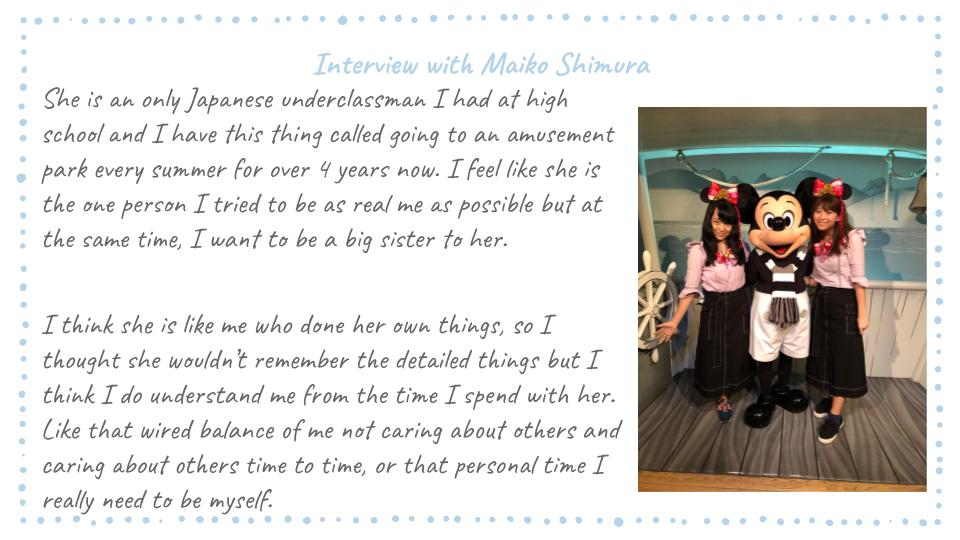 Interview with Maiko Shimura
She is an only Japanese underclassman I had at high
school and I have this thing called going to an amusement
park every summer for over 4 years now. I feel like she is
the one person I tried to be as real me as possible but at
the same time, I want to be a big sister to her.
I think she is like me who done her own things, so I
thought she wouldn't remember the detailed things but I
think I do understand me from the time I spend with her.
Like that wired balance of me not caring about others and
caring about others time to time, or that personal time I
really need to be myself.